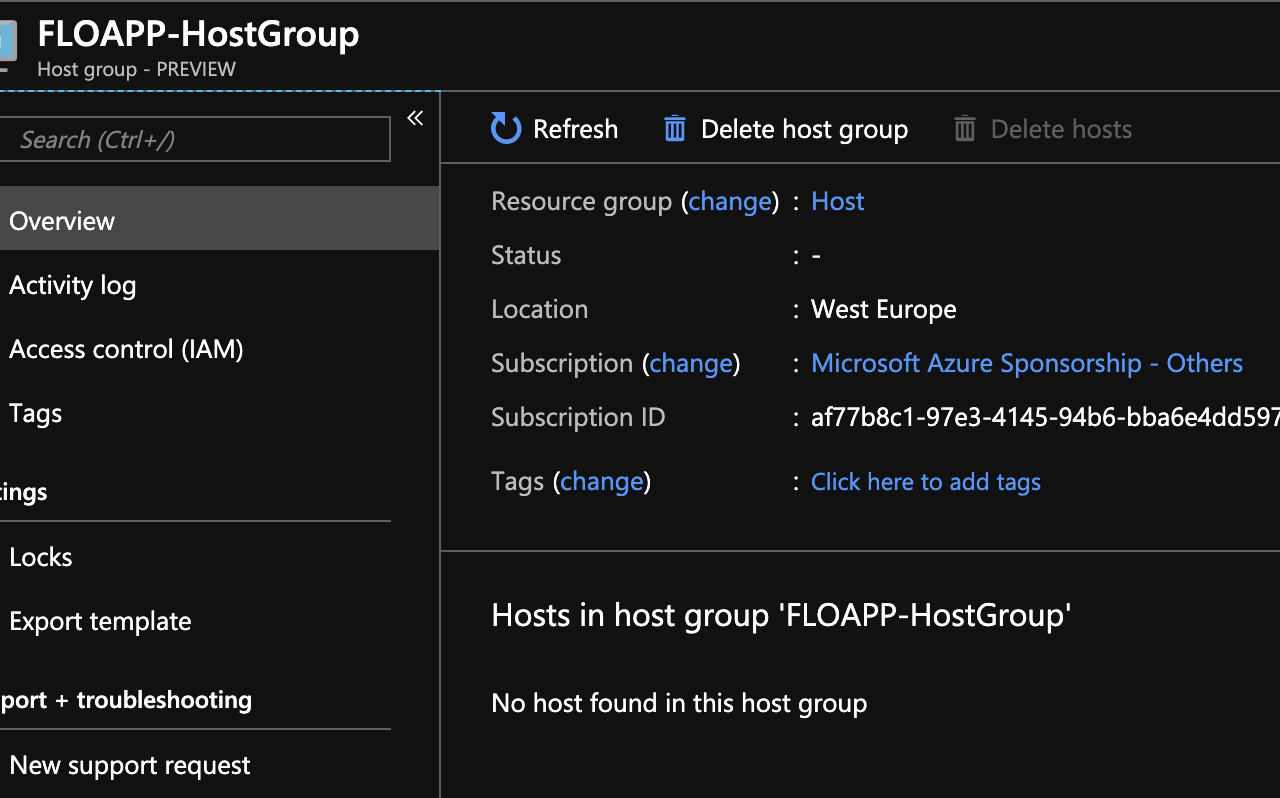 FLOAPP-HostGroup
Host group - PREVIEW
Search (Ctrl+/)
Overview
Activity log
Access control (IAM)
Tags
tings
Locks
Export template
port + troubleshooting
New support request
Refresh Delete host group Delete hosts
Resource group (change) : Host
Status : -
Location : West Europe
Subscription (change) : Microsoft Azure Sponsorship - Others
Subscription ID : af77b8c1-97e3-4145-94b6-bba6e4dd597
Tags (change) : Click here to add tags
Hosts in host group 'FLOAPP-HostGroup'
No host found in this host group